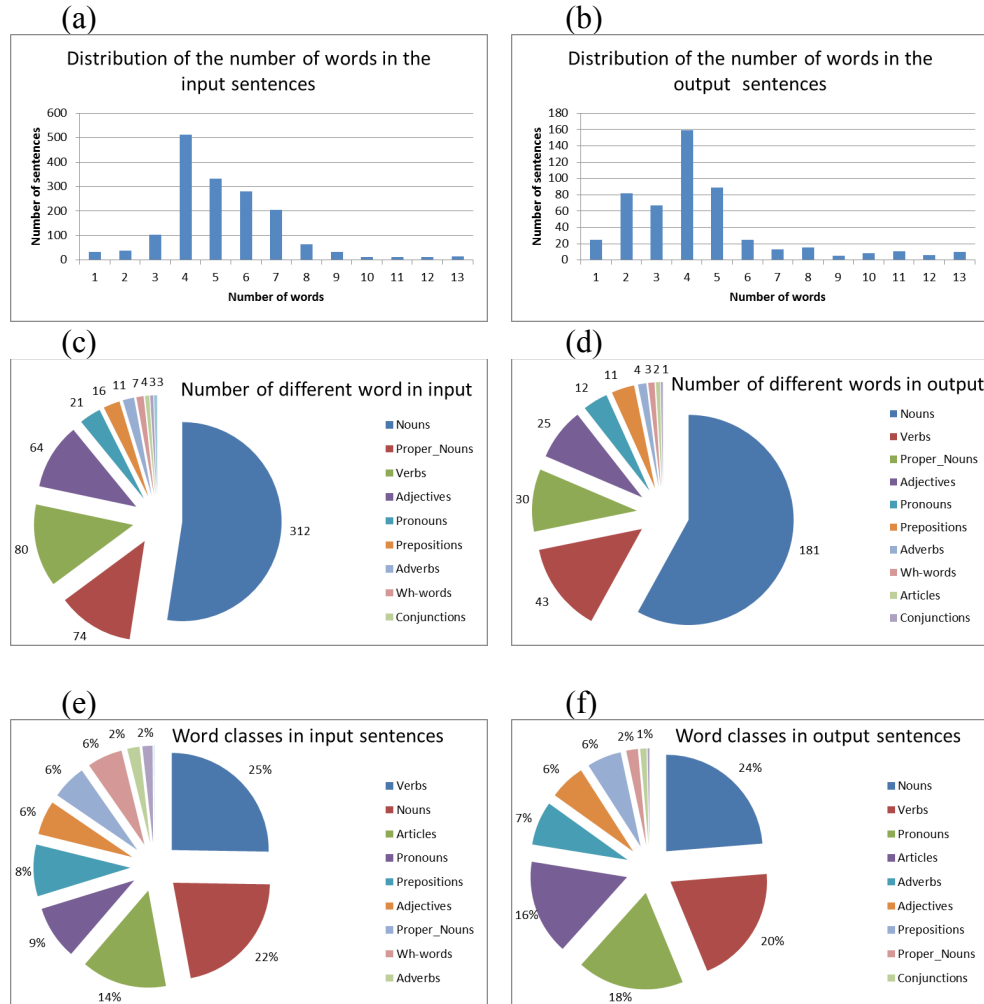 (a)
(b)
Distribution of the number of words in the
input sentences
600
500
400
300
200
100
0
Number of sentences
1 2 3 4 5 6 7 8 9 10 11 12 13
Number of words
Distribution of the number of words in the
output sentences
180
160
140
120
100
80
60
40
20
0
Number of sentences
1 2 3 4 5 6 7 8 9 10 11 12 13
Number of words
(c)
(d)
Number of different word in input
312
74
80
64
21
16
11
7
4
3
3
Nouns
Proper_Nouns
Verbs
Adjectives
Pronouns
Prepositions
Adverbs
Wh-words
Conjunctions
Number of different words in output
181
43
30
25
12
11
4
3
2
1
Nouns
Verbs
Proper_Nouns
Adjectives
Pronouns
Prepositions
Adverbs
Wh-words
Articles
Conjunctions
(e)
(f)
Word classes in input sentences
25%
22%
14%
9%
8%
6%
6%
6%
2%
2%
Verbs
Nouns
Articles
Pronouns
Prepositions
Adjectives
Proper_Nouns
Wh-words
Adverbs
Word classes in output sentences
24%
20%
18%
16%
7%
6%
6%
2%
1%
Nouns
Verbs
Pronouns
Articles
Adverbs
Adjectives
Prepositions
Proper_Nouns
Conjunctions